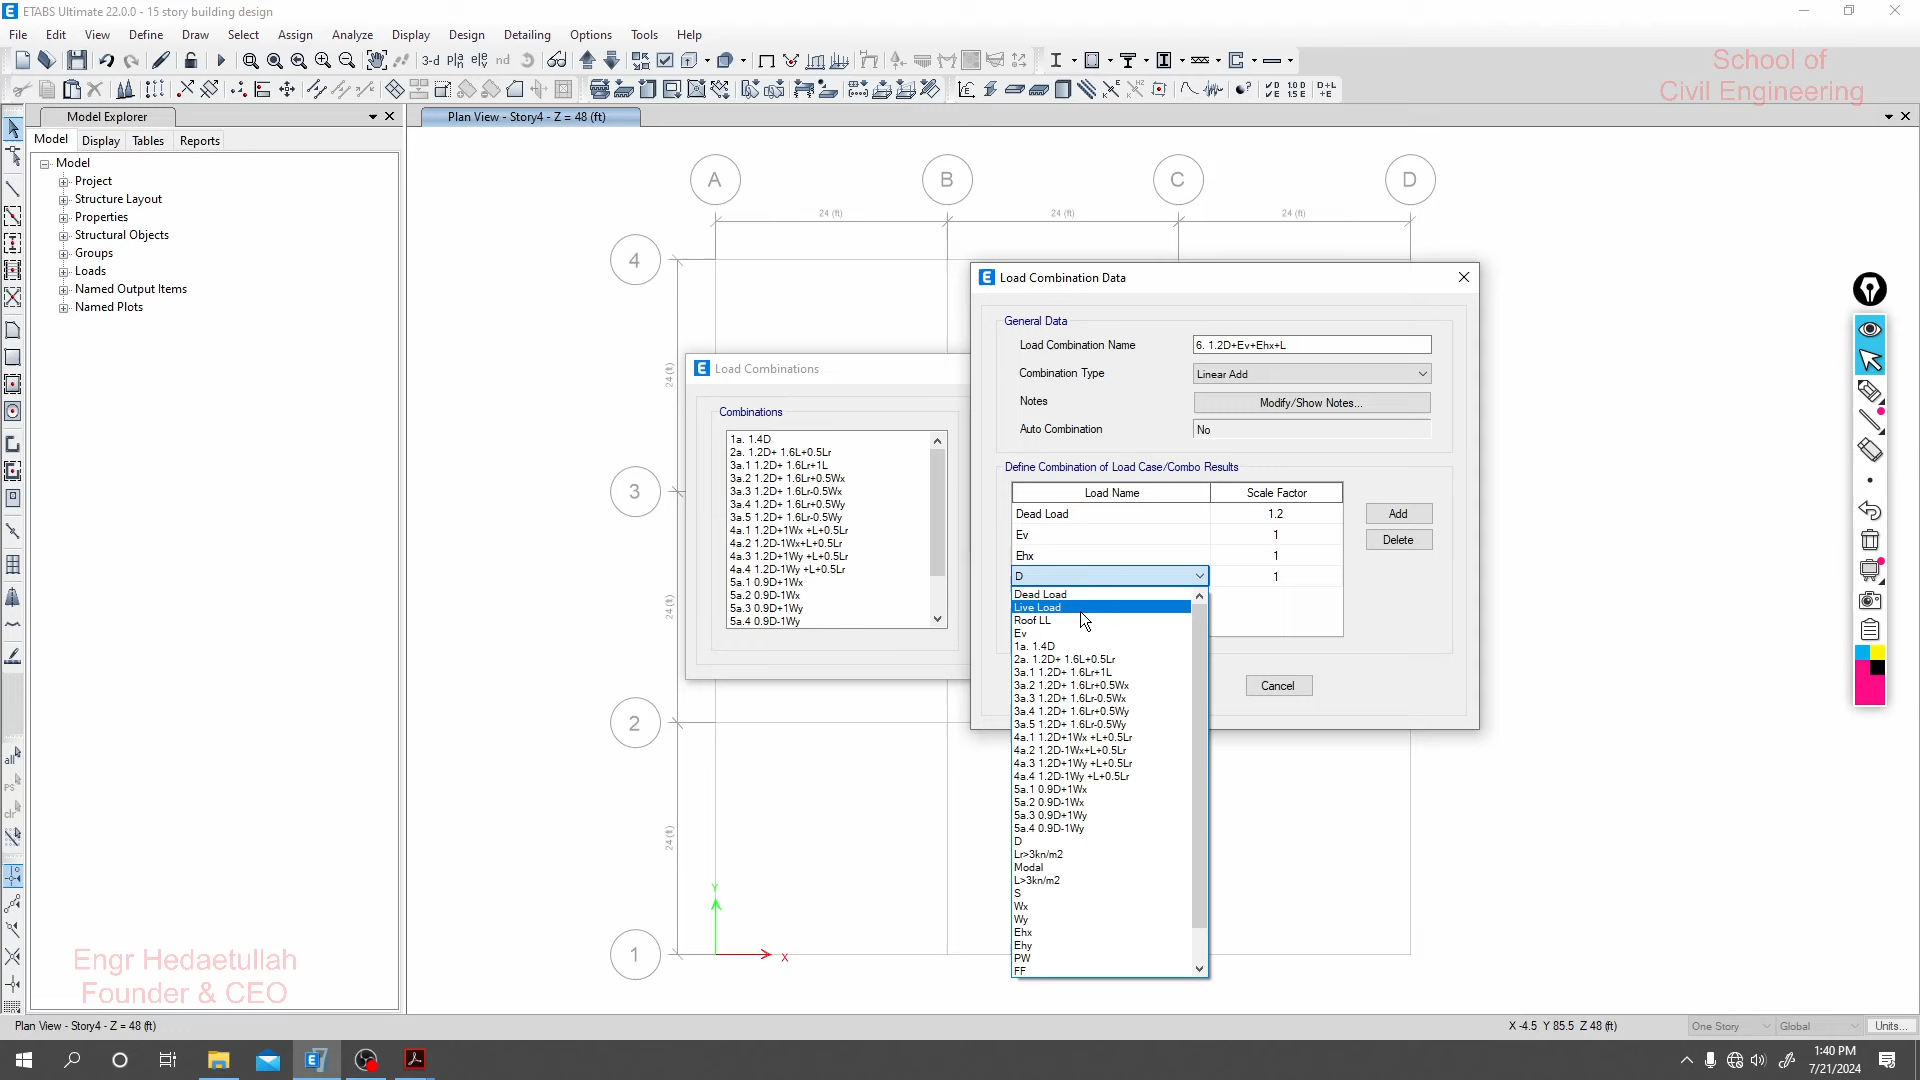 ETABS Ultimate 22.0.0 - 15 story building design
File Edit View Define Draw Select Assign Analyze Display Design Detailing Options Tools Help
3-d
nd
School of
Civil Engineering
Model Explorer
Model Display Tables Reports
Model
Project
Structure Layout
Properties
Structural Objects
Groups
Loads
Named Output Items
Named Plots
Plan View - Story4 - Z = 48 (ft)
A B C D
24 (ft) 24 (ft) 24 (ft)
4
3
2
1
24 (ft)
24 (ft)
24 (ft)
Y
X
Load Combinations
Combinations
1a. 1.4D
2a. 1.2D+ 1.6L+0.5Lr
3a.1 1.2D+ 1.6Lr+1L
3a.2 1.2D+ 1.6Lr+0.5Wx
3a.3 1.2D+ 1.6Lr-0.5Wx
3a.4 1.2D+ 1.6Lr+0.5Wy
3a.5 1.2D+ 1.6Lr-0.5Wy
4a.1 1.2D+1Wx +L+0.5Lr
4a.2 1.2D-1Wx+L+0.5Lr
4a.3 1.2D+1Wy +L+0.5Lr
4a.4 1.2D-1Wy +L+0.5Lr
5a.1 0.9D+1Wx
5a.2 0.9D-1Wx
5a.3 0.9D+1Wy
5a.4 0.9D-1Wy
Load Combination Data
General Data
Load Combination Name 6. 1.2D+Ev+Ehx+L
Combination Type Linear Add
Notes Modify/Show Notes...
Auto Combination No
Define Combination of Load Case/Combo Results
Load Name Scale Factor
Dead Load 1.2
Ev 1
Ehx 1
D 1
Add
Delete
Cancel
Dead Load
Live Load
Roof LL
Ev
1a. 1.4D
2a. 1.2D+ 1.6L+0.5Lr
3a.1 1.2D+ 1.6Lr+1L
3a.2 1.2D+ 1.6Lr+0.5Wx
3a.3 1.2D+ 1.6Lr-0.5Wx
3a.4 1.2D+ 1.6Lr+0.5Wy
3a.5 1.2D+ 1.6Lr-0.5Wy
4a.1 1.2D+1Wx +L+0.5Lr
4a.2 1.2D-1Wx+L+0.5Lr
4a.3 1.2D+1Wy +L+0.5Lr
4a.4 1.2D-1Wy +L+0.5Lr
5a.1 0.9D+1Wx
5a.2 0.9D-1Wx
5a.3 0.9D+1Wy
5a.4 0.9D-1Wy
D
Lr>3kn/m2
Modal
L>3kn/m2
S
Wx
Wy
Ehx
Ehy
PW
FF
all
ps
clr
Engr Hedaetullah
Founder & CEO
Plan View - Story4 - Z = 48 (ft)
X -4.5 Y 85.5 Z 48 (ft)
One Story Global Units...
1:40 PM
7/21/2024